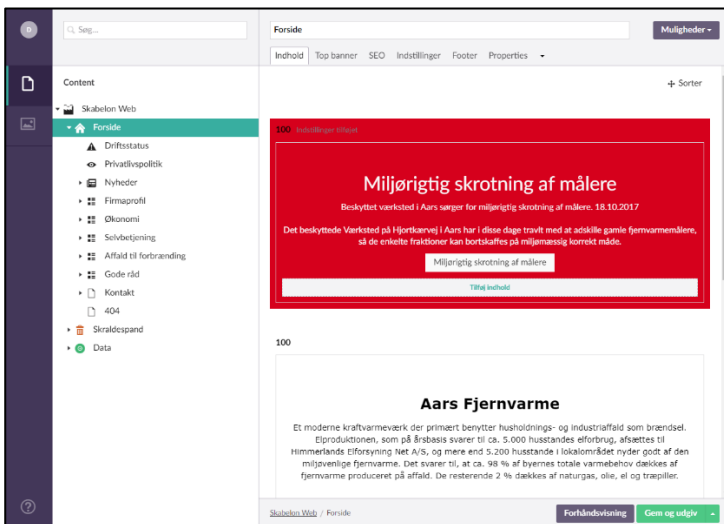 D
Søg...
Forside
Muligheder
Indhold
Top banner
SEO
Indstillinger
Footer
Properties
Content
Sorter
Skabelon Web
Forside
Driftsstatus
Privatlivspolitik
Nyheder
Firmaprofil
Økonomi
Selvbetjening
Affald til forbrænding
Gode råd
Kontakt
404
Skraldespand
Data
100 Indstillinger tilføjet
Miljørigtig skrotning af målere
Beskyttet værksted i Aars sørger for miljørigtig skrotning af målere. 18.10.2017
Det beskyttede Værksted på Hjortkærvej i Aars har i disse dage travlt med at adskille gamle fjernvarmemålere,
så de enkelte fraktioner kan bortskaffes på miljømæssig korrekt måde.
Miljørigtig skrotning af målere
Tilføj indhold
100
Aars Fjernvarme
Et moderne kraftvarmeværk der primært benytter husholdnings- og industriaffald som brændsel.
Elproduktionen, som på årsbasis svarer til ca. 5.000 husstandes elforbrug, afsættes til
Himmerlands Elforsyning Net A/S, og mere end 5.200 husstande i lokalområdet nyder godt af den
miljøvenlige fjernvarme. Det svarer til, at ca. 98 % af byernes totale varmebehov dækkes af
fjernvarme produceret på affald. De resterende 2 % dækkes af naturgas, olie, el og træpiller.
Skabelon Web / Forside
Forhåndsvisning
Gem og udgiv